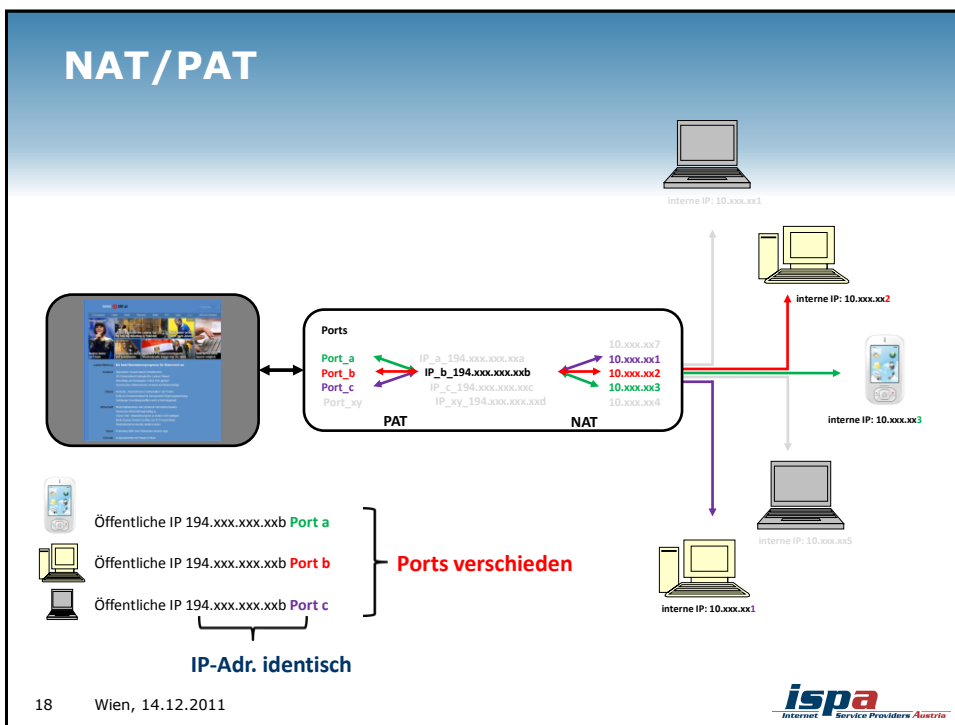 NAT/PAT
interne IP: 10.xxx.xx1
interne IP: 10.xxx.xx2
Ports
10.xxx.xx7
Port_a
IP_a_194.xxx.xxx.xxa
10.xxx.xx1
Port_b
IP_b_194.xxx.xxx.xxb
10.xxx.xx2
Port_c
IP_c_194.xxx.xxx.xxc
10.xxx.xx3
Port_xy
IP_xy_194.xxx.xxx.xxd
10.xxx.xx4
PAT
NAT
interne IP: 10.xxx.xx3
Öffentliche IP 194.xxx.xxx.xxb Port a
Öffentliche IP 194.xxx.xxx.xxb Port b
Ports verschieden
interne IP: 10.xxx.xx5
Öffentliche IP 194.xxx.xxx.xxb Port c
interne IP: 10.xxx.xx1
IP-Adr. identisch
18 Wien, 14.12.2011
ispa
Internet Service Providers Austria